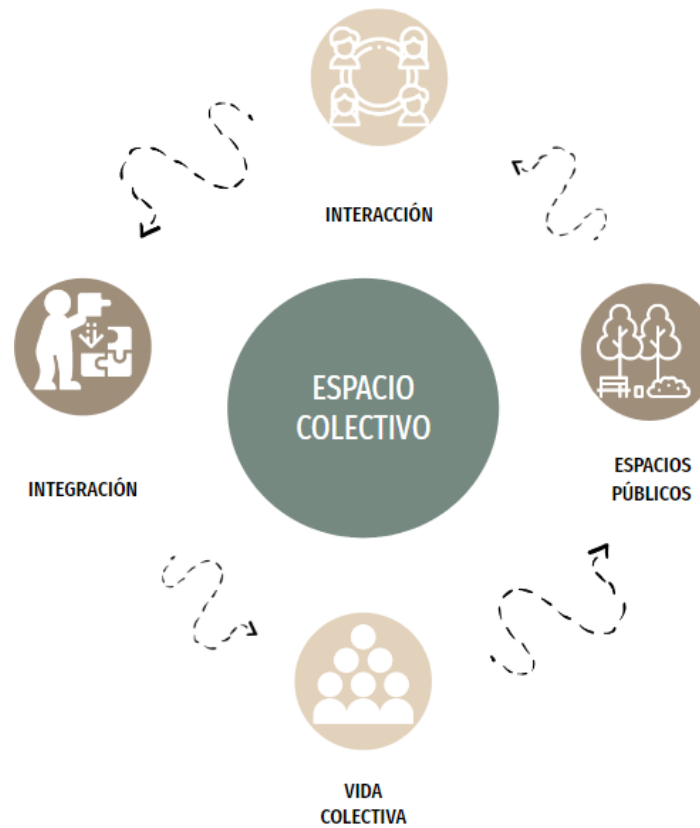 INTERACCIÓN
ESPACIO
COLECTIVO
INTEGRACIÓN
ESPACIOS
PÚBLICOS
VIDA
COLECTIVA